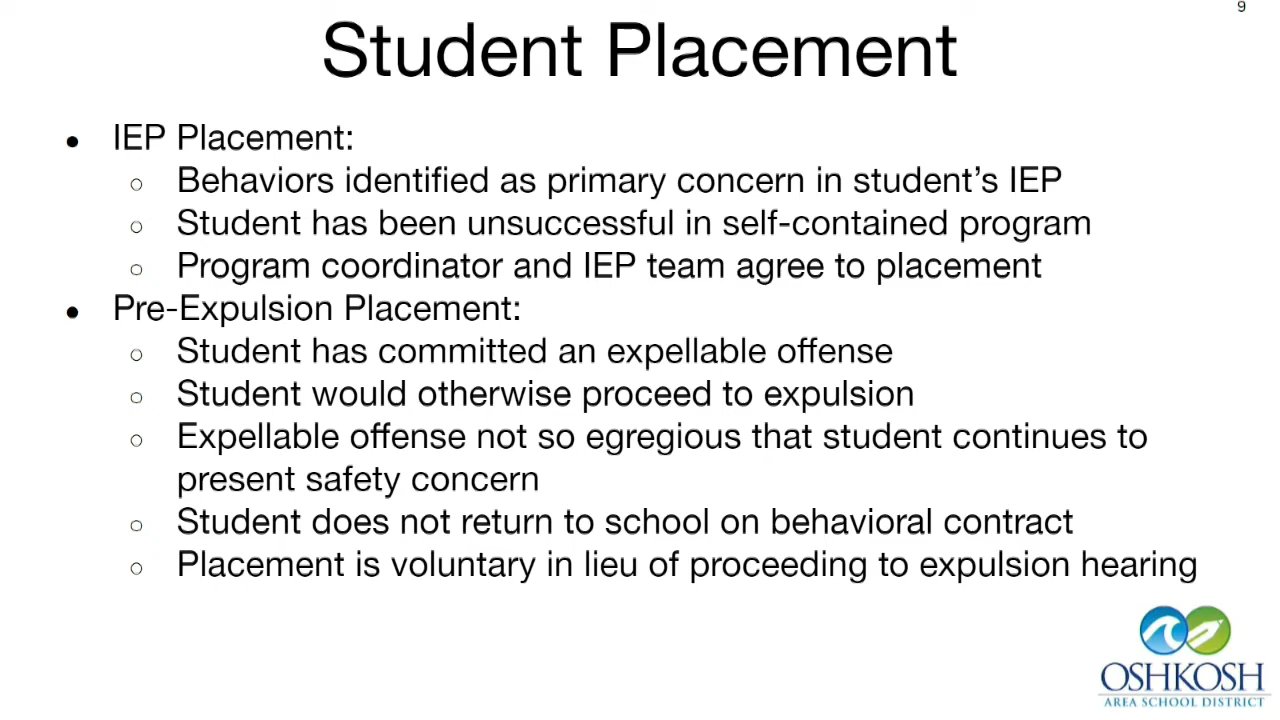 9
Student Placement
● IEP Placement:
○ Behaviors identified as primary concern in student’s IEP
○ Student has been unsuccessful in self-contained program
○ Program coordinator and IEP team agree to placement
● Pre-Expulsion Placement:
○ Student has committed an expellable offense
○ Student would otherwise proceed to expulsion
○ Expellable offense not so egregious that student continues to
present safety concern
○ Student does not return to school on behavioral contract
○ Placement is voluntary in lieu of proceeding to expulsion hearing
OSHKOSH
AREA SCHOOL DISTRICT